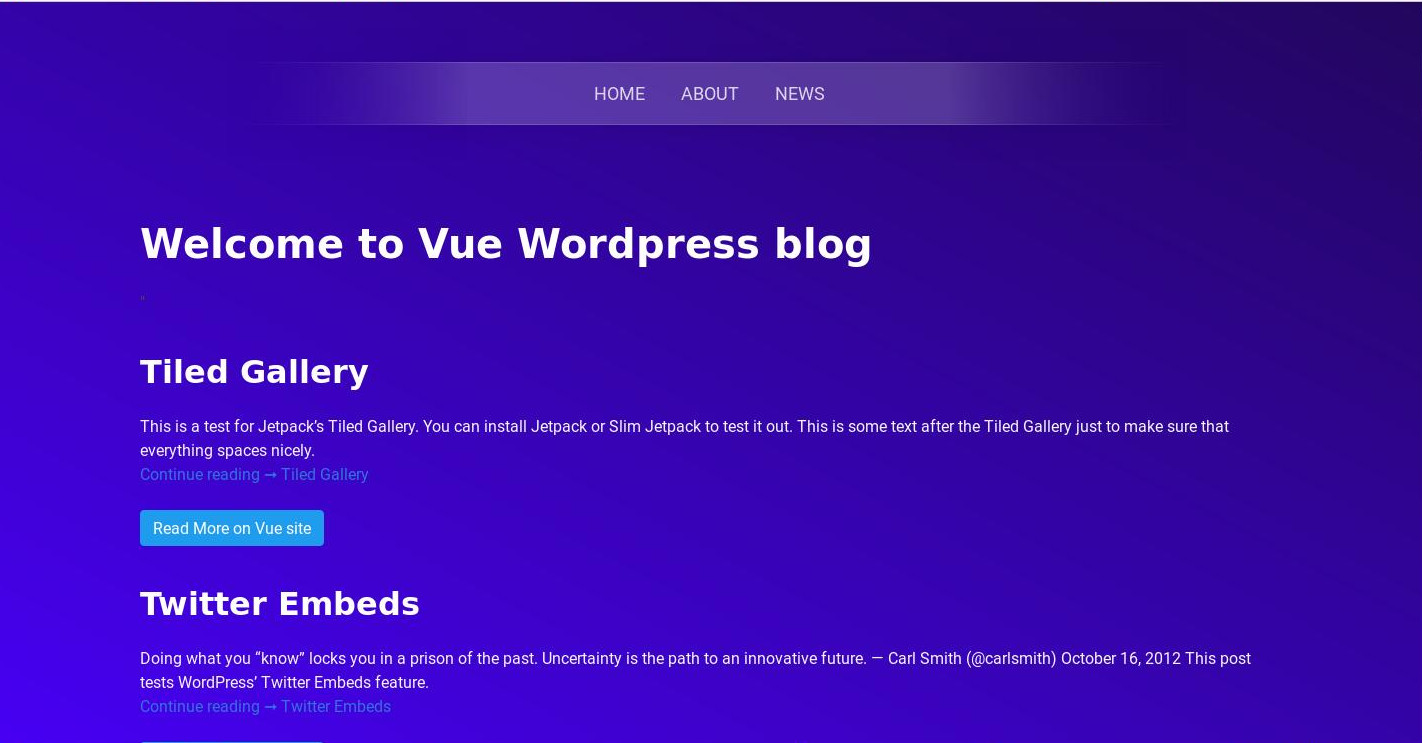 HOME ABOUT NEWS
Welcome to Vue Wordpress blog
"
Tiled Gallery
This is a test for Jetpack’s Tiled Gallery. You can install Jetpack or Slim Jetpack to test it out. This is some text after the Tiled Gallery just to make sure that
everything spaces nicely.
Continue reading ➞ Tiled Gallery
Read More on Vue site
Twitter Embeds
Doing what you “know” locks you in a prison of the past. Uncertainty is the path to an innovative future. — Carl Smith (@carlsmith) October 16, 2012 This post
tests WordPress’ Twitter Embeds feature.
Continue reading ➞ Twitter Embeds